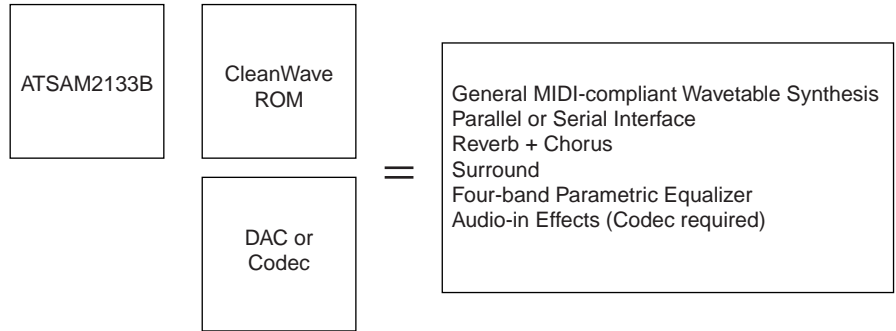 ATSAM2133B
CleanWave
ROM
DAC or
Codec
=
General MIDI-compliant Wavetable Synthesis
Parallel or Serial Interface
Reverb + Chorus
Surround
Four-band Parametric Equalizer
Audio-in Effects (Codec required)